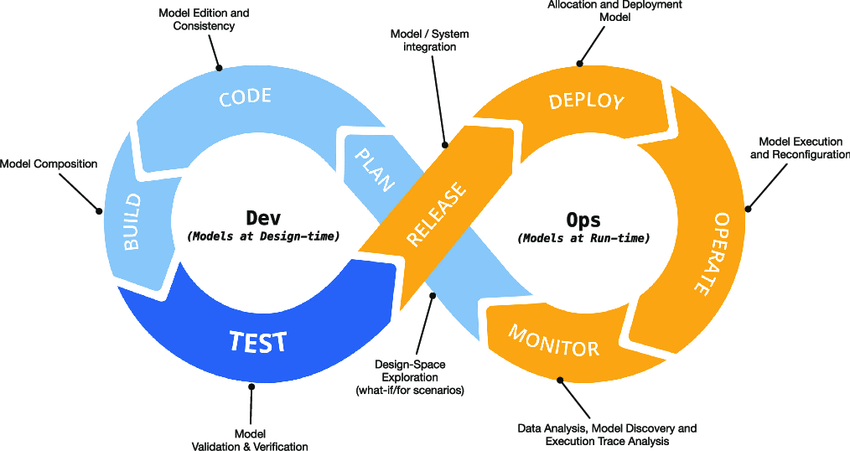 Model Edition and
Consistency
Model / System
integration
Allocation and Deployment
Model
CODE
DEPLOY
Model Composition
PLAN
Model Execution
and Reconfiguration
BUILD
Dev
(Models at Design-time)
RELEASE
Ops
(Models at Run-time)
OPERATE
TEST
MONITOR
Design-Space
Exploration
(what-if/for scenarios)
Model
Validation & Verification
Data Analysis, Model Discovery and
Execution Trace Analysis